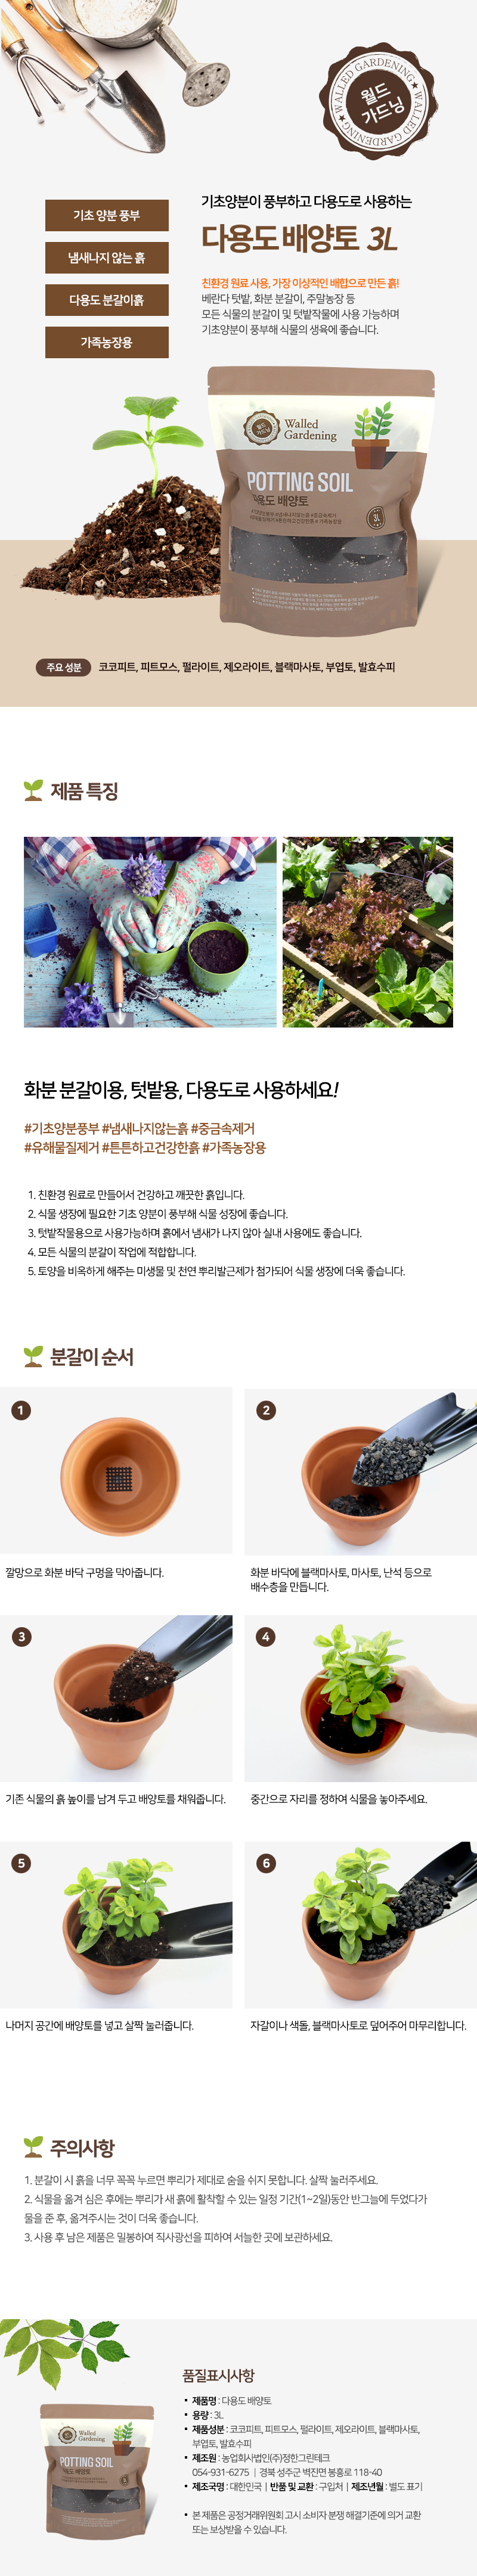 WALLED GARDENING
WALLED GARDENING
월드
가드닝
기초 양분 풍부
냄새나지 않는 흙
다용도 분갈이흙
가족농장용
기초양분이 풍부하고 다용도로 사용하는
다용도 배양토 3L
친환경 원료 사용, 가장 이상적인 배합으로 만든 흙!
베란다 텃밭, 화분 분갈이, 주말농장 등
모든 식물의 분갈이 및 텃밭작물에 사용 가능하며
기초양분이 풍부해 식물의 생육에 좋습니다.
월드
가드닝
Walled
Gardening
POTTING SOIL
다용도 배양토
3L
주요 성분 코코피트, 피트모스, 펄라이트, 제오라이트, 블랙마사토, 부엽토, 발효수피
제품 특징
화분 분갈이용, 텃밭용, 다용도로 사용하세요!
#기초양분풍부 #냄새나지않는흙 #중금속제거
#유해물질제거 #튼튼하고건강한흙 #가족농장용
1. 친환경 원료로 만들어서 건강하고 깨끗한 흙입니다.
2. 식물 생장에 필요한 기초 양분이 풍부해 식물 성장에 좋습니다.
3. 텃밭작물용으로 사용가능하며 흙에서 냄새가 나지 않아 실내 사용에도 좋습니다.
4. 모든 식물의 분갈이 작업에 적합합니다.
5. 토양을 비옥하게 해주는 미생물 및 천연 뿌리발근제가 첨가되어 식물 생장에 더욱 좋습니다.
분갈이 순서
1
깔망으로 화분 바닥 구멍을 막아줍니다.
2
화분 바닥에 블랙마사토, 마사토, 난석 등으로
배수층을 만듭니다.
3
기존 식물의 흙 높이를 남겨 두고 배양토를 채워줍니다.
4
중간으로 자리를 정하여 식물을 놓아주세요.
5
나머지 공간에 배양토를 넣고 살짝 눌러줍니다.
6
자갈이나 색돌, 블랙마사토로 덮어주어 마무리합니다.
주의사항
1. 분갈이 시 흙을 너무 꼭꼭 누르면 뿌리가 제대로 숨을 쉬지 못합니다. 살짝 눌러주세요.
2. 식물을 옮겨 심은 후에는 뿌리가 새 흙에 활착할 수 있는 일정 기간(1~2일)동안 반그늘에 두었다가
물을 준 후, 옮겨주시는 것이 더욱 좋습니다.
3. 사용 후 남은 제품은 밀봉하여 직사광선을 피하여 서늘한 곳에 보관하세요.
Walled
Gardening
POTTING SOIL
다용도 배양토
품질표시사항
제품명 : 다용도 배양토
용량 : 3L
제품성분 : 코코피트, 피트모스, 펄라이트, 제오라이트, 블랙마사토,
부엽토, 발효수피
제조원 : 농업회사법인(주)정한그린테크
054-931-6275 | 경북 성주군 벽진면 봉홍로 118-40
제조국명 : 대한민국 | 반품 및 교환 : 구입처 | 제조년월 : 별도 표기
본 제품은 공정거래위원회 고시 소비자 분쟁 해결기준에 의거 교환
또는 보상받을 수 있습니다.